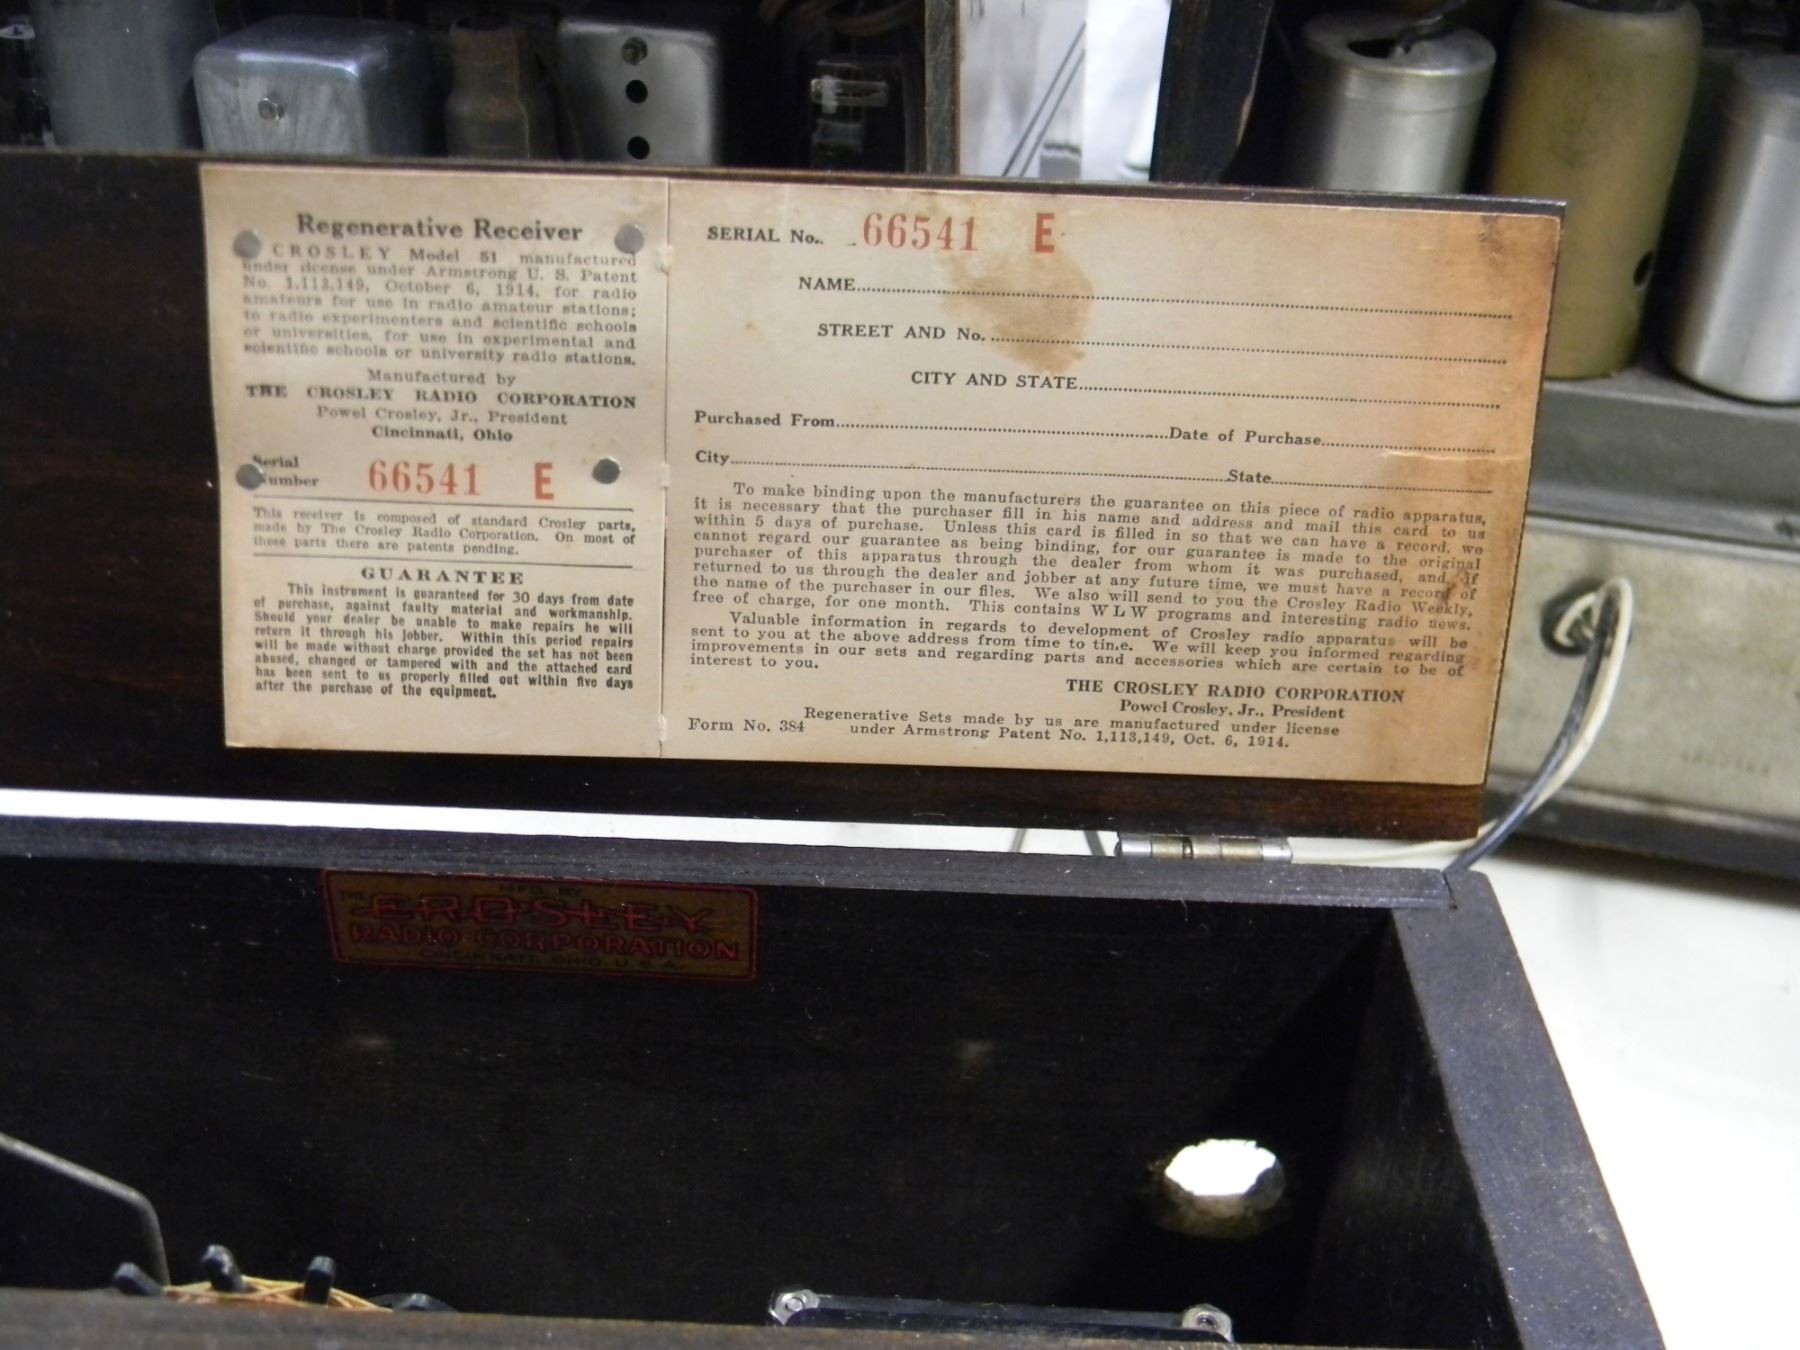 Regenerative Receiver
CROSLEY Model 51 manufactured
under license under Armstrong U. S. Patent
No. 1,113,149, October 6, 1914, for radio
amateurs for use in radio amateur stations;
to radio experimenters and scientific schools
or universities, for use in experimental and
scientific schools or university radio stations.
Manufactured by
THE CROSLEY RADIO CORPORATION
Powel Crosley, Jr., President
Cincinnati, Ohio
Serial
Number 66541 E
This receiver is composed of standard Crosley parts,
made by The Crosley Radio Corporation. On most of
these parts there are patents pending.
GUARANTEE
This instrument is guaranteed for 30 days from date
of purchase, against faulty material and workmanship.
Should your dealer be unable to make repairs he will
return it through his jobber. Within this period repairs
will be made without charge provided the set has not been
abused, changed or tampered with and the attached card
has been sent to us properly filled out within five days
after the purchase of the equipment.
SERIAL No. 66541 E
NAME
STREET AND No.
CITY AND STATE
Purchased From Date of Purchase
City State
To make binding upon the manufacturers the guarantee on this piece of radio apparatus,
it is necessary that the purchaser fill in his name and address and mail this card to us
within 5 days of purchase. Unless this card is filled in so that we can have a record, we
cannot regard our guarantee as being binding, for our guarantee is made to the original
purchaser of this apparatus through the dealer from whom it was purchased, and, if
returned to us through the dealer and jobber at any future time, we must have a record of
the name of the purchaser in our files. We also will send to you the Crosley Radio Weekly,
free of charge, for one month. This contains WLW programs and interesting radio news.
Valuable information in regards to development of Crosley radio apparatus will be
sent to you at the above address from time to time. We will keep you informed regarding
improvements in our sets and regarding parts and accessories which are certain to be of
interest to you.
THE CROSLEY RADIO CORPORATION
Powel Crosley, Jr., President
Form No. 384 Regenerative Sets made by us are manufactured under license
under Armstrong Patent No. 1,113,149, Oct. 6, 1914.
MFG. BY
THE CROSLEY
RADIO CORPORATION
CINCINNATI, OHIO, U. S. A.